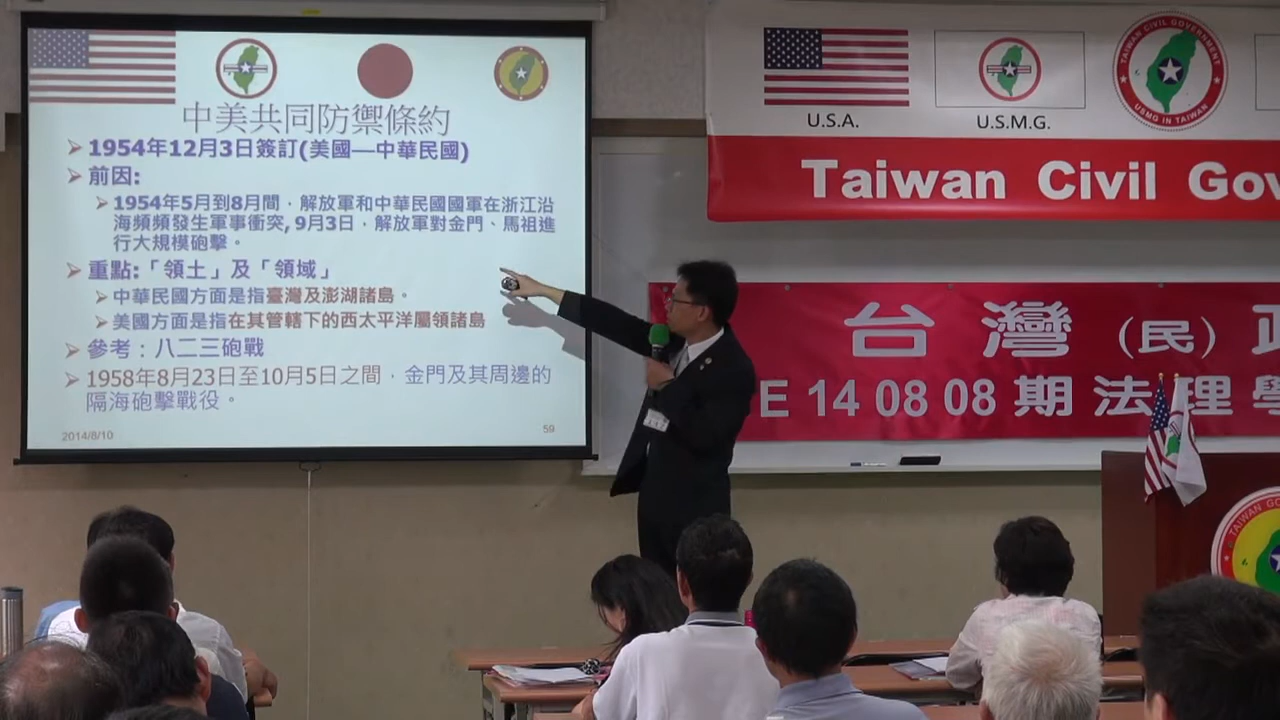 中美共同防禦條約
➢ 1954年12月3日簽訂(美國—中華民國)
➢ 前因:
➢ 1954年5月到8月間，解放軍和中華民國國軍在浙江沿
海頻頻發生軍事衝突, 9月3日，解放軍對金門、馬祖進
行大規模砲擊。
➢ 重點:「領土」及「領域」
➢ 中華民國方面是指臺灣及澎湖諸島。
➢ 美國方面是指在其管轄下的西太平洋屬領諸島
➢ 參考：八二三砲戰
➢ 1958年8月23日至10月5日之間，金門及其周邊的
隔海砲擊戰役。
2014/8/10
59
U.S.A.
U.S.M.G.
TAIWAN CIVIL GOVERNMENT
USMG IN TAIWAN
Taiwan Civil Gov
台灣(民)政
E 14 08 08 期法理學
TAIWAN GO